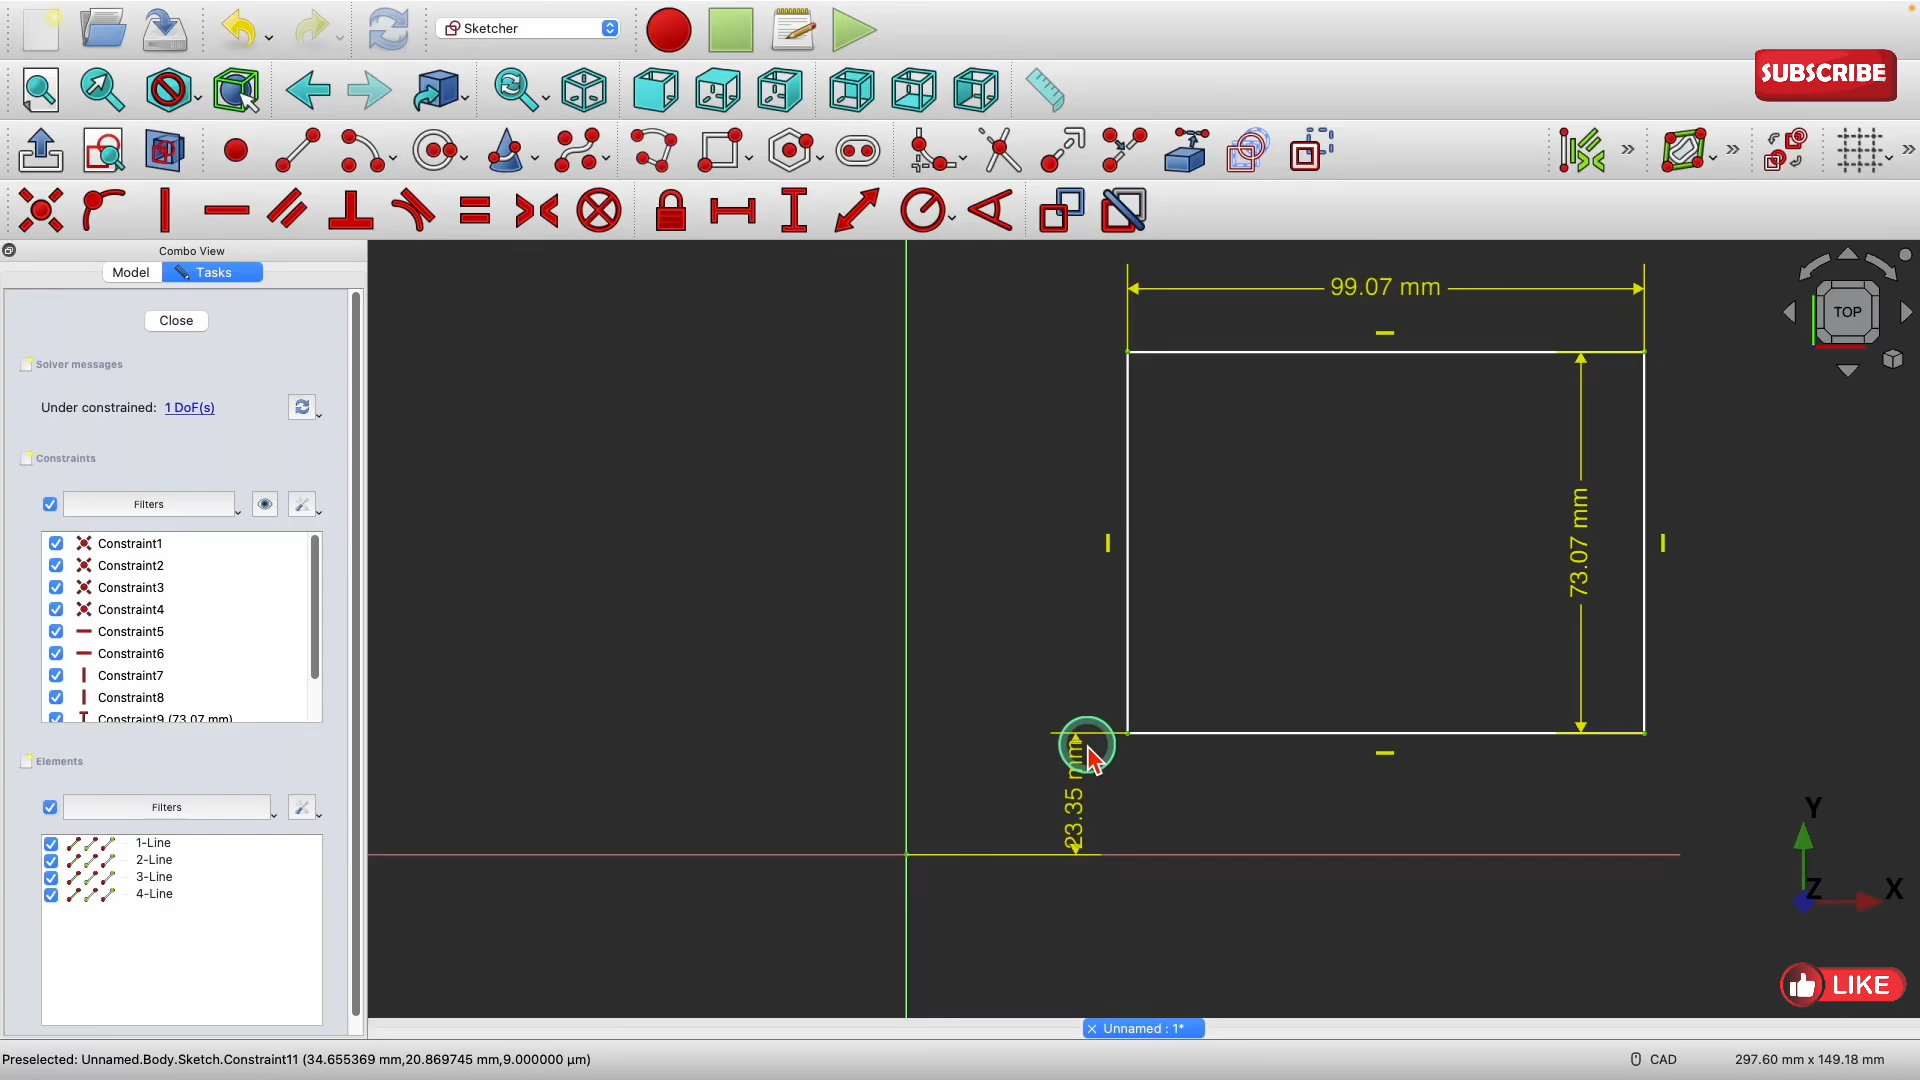 Sketcher
SUBSCRIBE
Combo View
Model
Tasks
Close
Solver messages
Under constrained: 1 DoF(s)
Constraints
Filters
Constraint1
Constraint2
Constraint3
Constraint4
Constraint5
Constraint6
Constraint7
Constraint8
Constraint9 (73.07 mm)
Elements
Filters
1-Line
2-Line
3-Line
4-Line
99.07 mm
73.07 mm
23.35 mm
TOP
Y
Z
X
LIKE
Unnamed : 1*
Preselected: Unnamed.Body.Sketch.Constraint11 (34.655369 mm,20.869745 mm,9.000000 µm)
CAD
297.60 mm x 149.18 mm